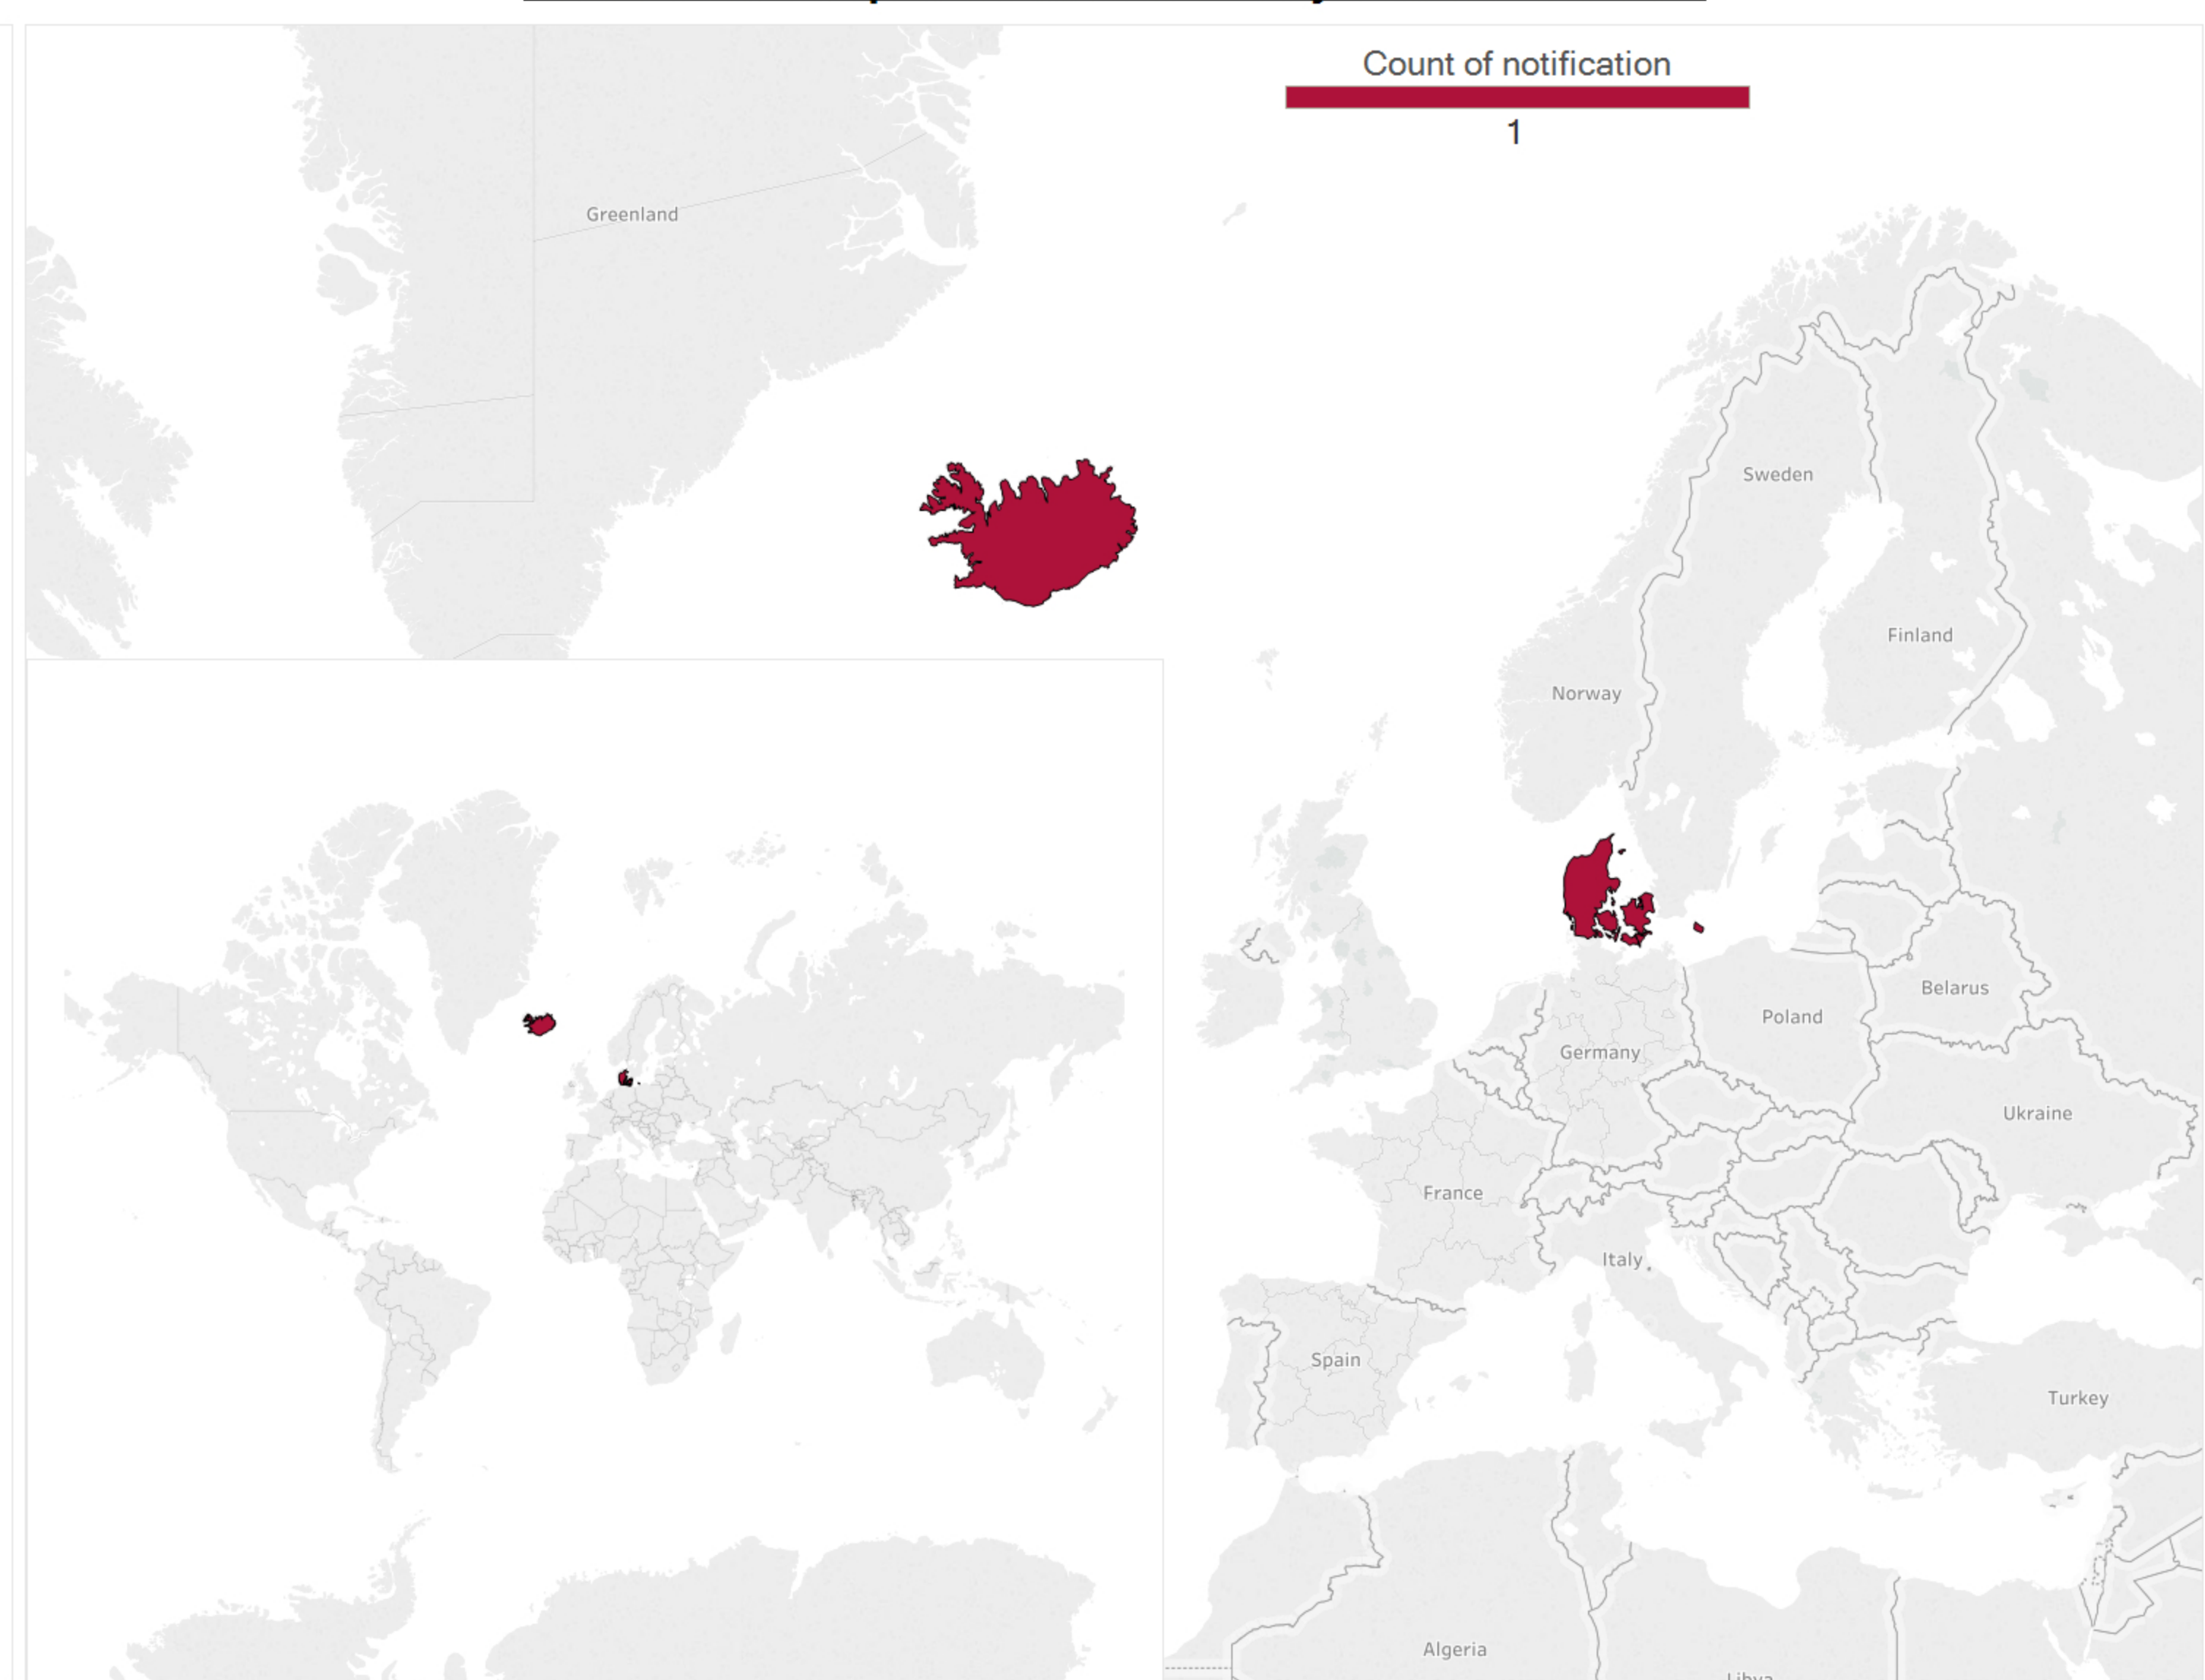 Count of notification
1
Greenland
Sweden
Finland
Norway
Belarus
Poland
Germany
Ukraine
France
Italy
Spain
Turkey
Algeria